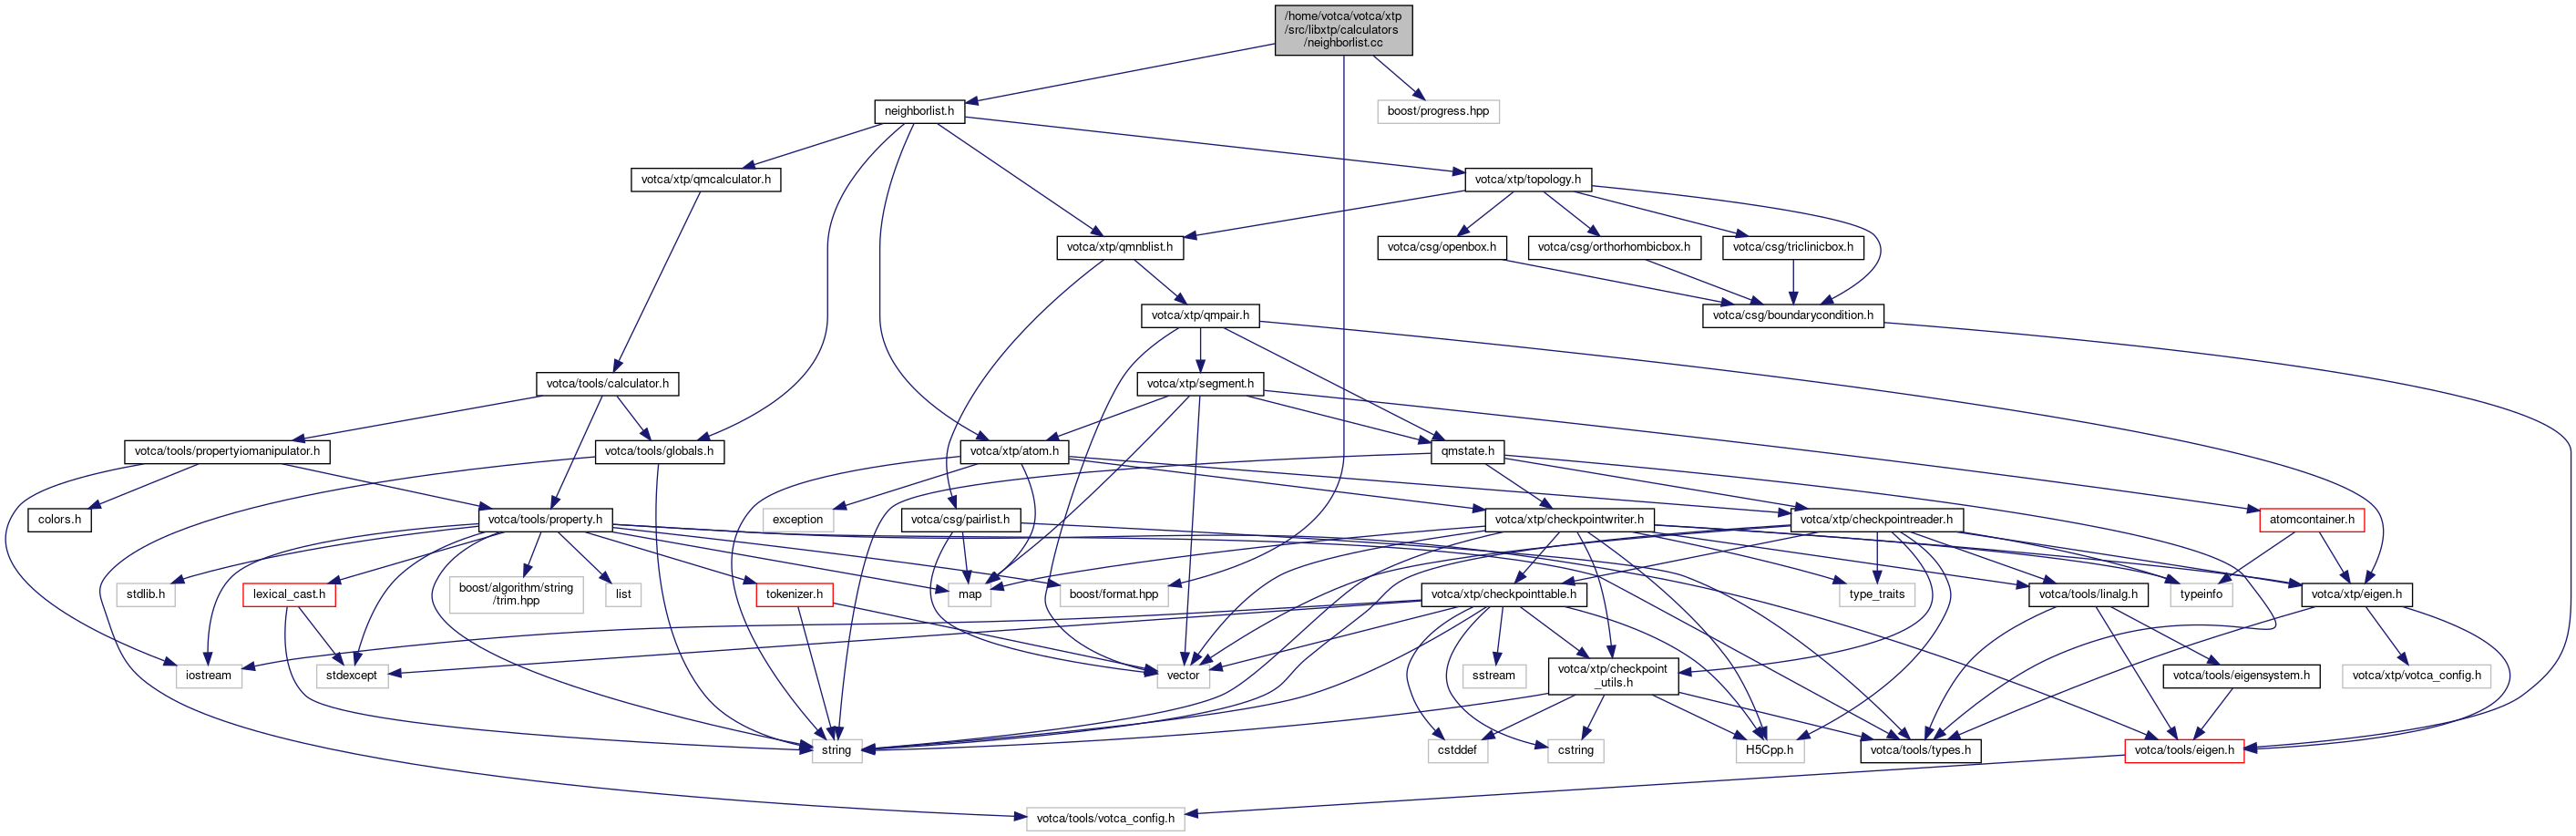 /home/votca/votca/xtp
/src/libxtp/calculators
/neighborlist.cc
neighborlist.h
boost/progress.hpp
votca/xtp/qmcalculator.h
votca/xtp/topology.h
votca/xtp/qmnblist.h
votca/csg/openbox.h
votca/csg/orthorhombicbox.h
votca/csg/triclinicbox.h
votca/xtp/qmpair.h
votca/csg/boundarycondition.h
votca/tools/calculator.h
votca/xtp/segment.h
votca/tools/propertyiomanipulator.h
votca/tools/globals.h
votca/xtp/atom.h
qmstate.h
colors.h
votca/tools/property.h
exception
votca/csg/pairlist.h
votca/xtp/checkpointwriter.h
votca/xtp/checkpointreader.h
atomcontainer.h
stdlib.h
lexical_cast.h
boost/algorithm/string
/trim.hpp
list
tokenizer.h
map
boost/format.hpp
votca/xtp/checkpointtable.h
type_traits
votca/tools/linalg.h
typeinfo
votca/xtp/eigen.h
iostream
stdexcept
vector
sstream
votca/xtp/checkpoint
_utils.h
votca/tools/eigensystem.h
votca/xtp/votca_config.h
string
cstddef
cstring
H5Cpp.h
votca/tools/types.h
votca/tools/eigen.h
votca/tools/votca_config.h